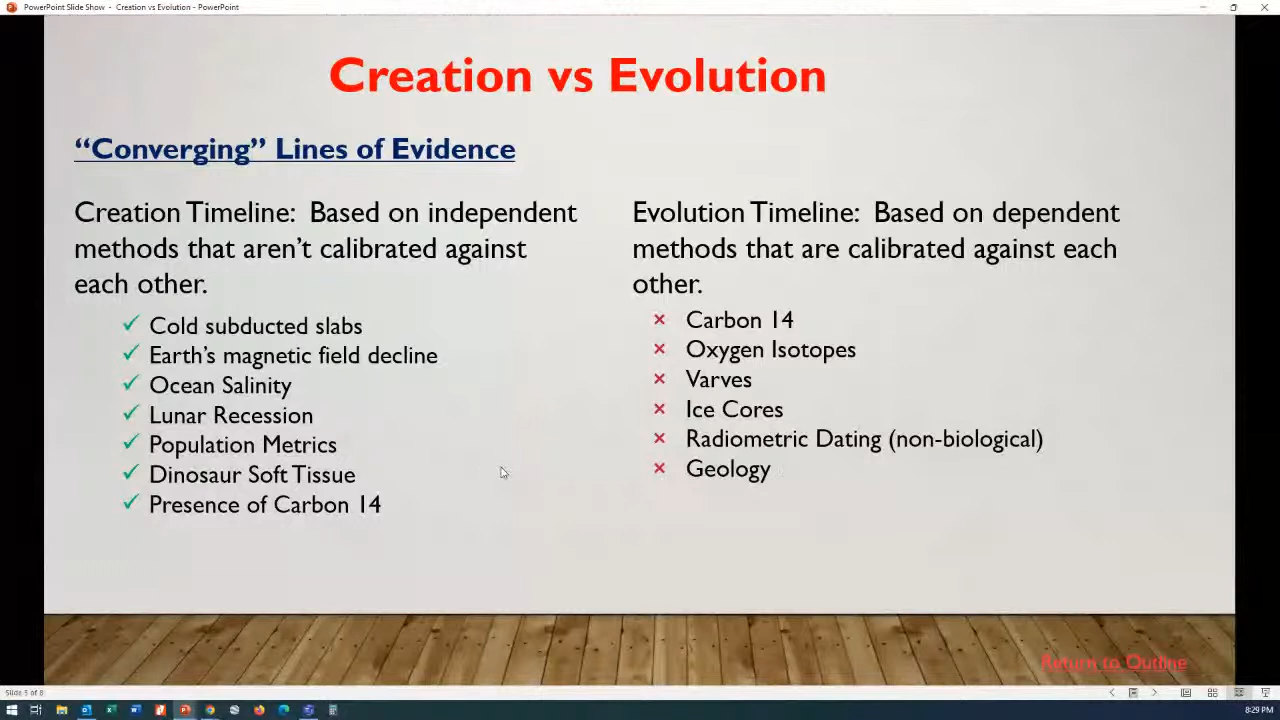 PowerPoint Slide Show - Creation vs Evolution - PowerPoint
Creation vs Evolution
“Converging” Lines of Evidence
Creation Timeline: Based on independent
methods that aren’t calibrated against
each other.
Cold subducted slabs
Earth’s magnetic field decline
Ocean Salinity
Lunar Recession
Population Metrics
Dinosaur Soft Tissue
Presence of Carbon 14
Evolution Timeline: Based on dependent
methods that are calibrated against each
other.
Carbon 14
Oxygen Isotopes
Varves
Ice Cores
Radiometric Dating (non-biological)
Geology
Return to Outline
Slide 5 of 8
8:29 PM